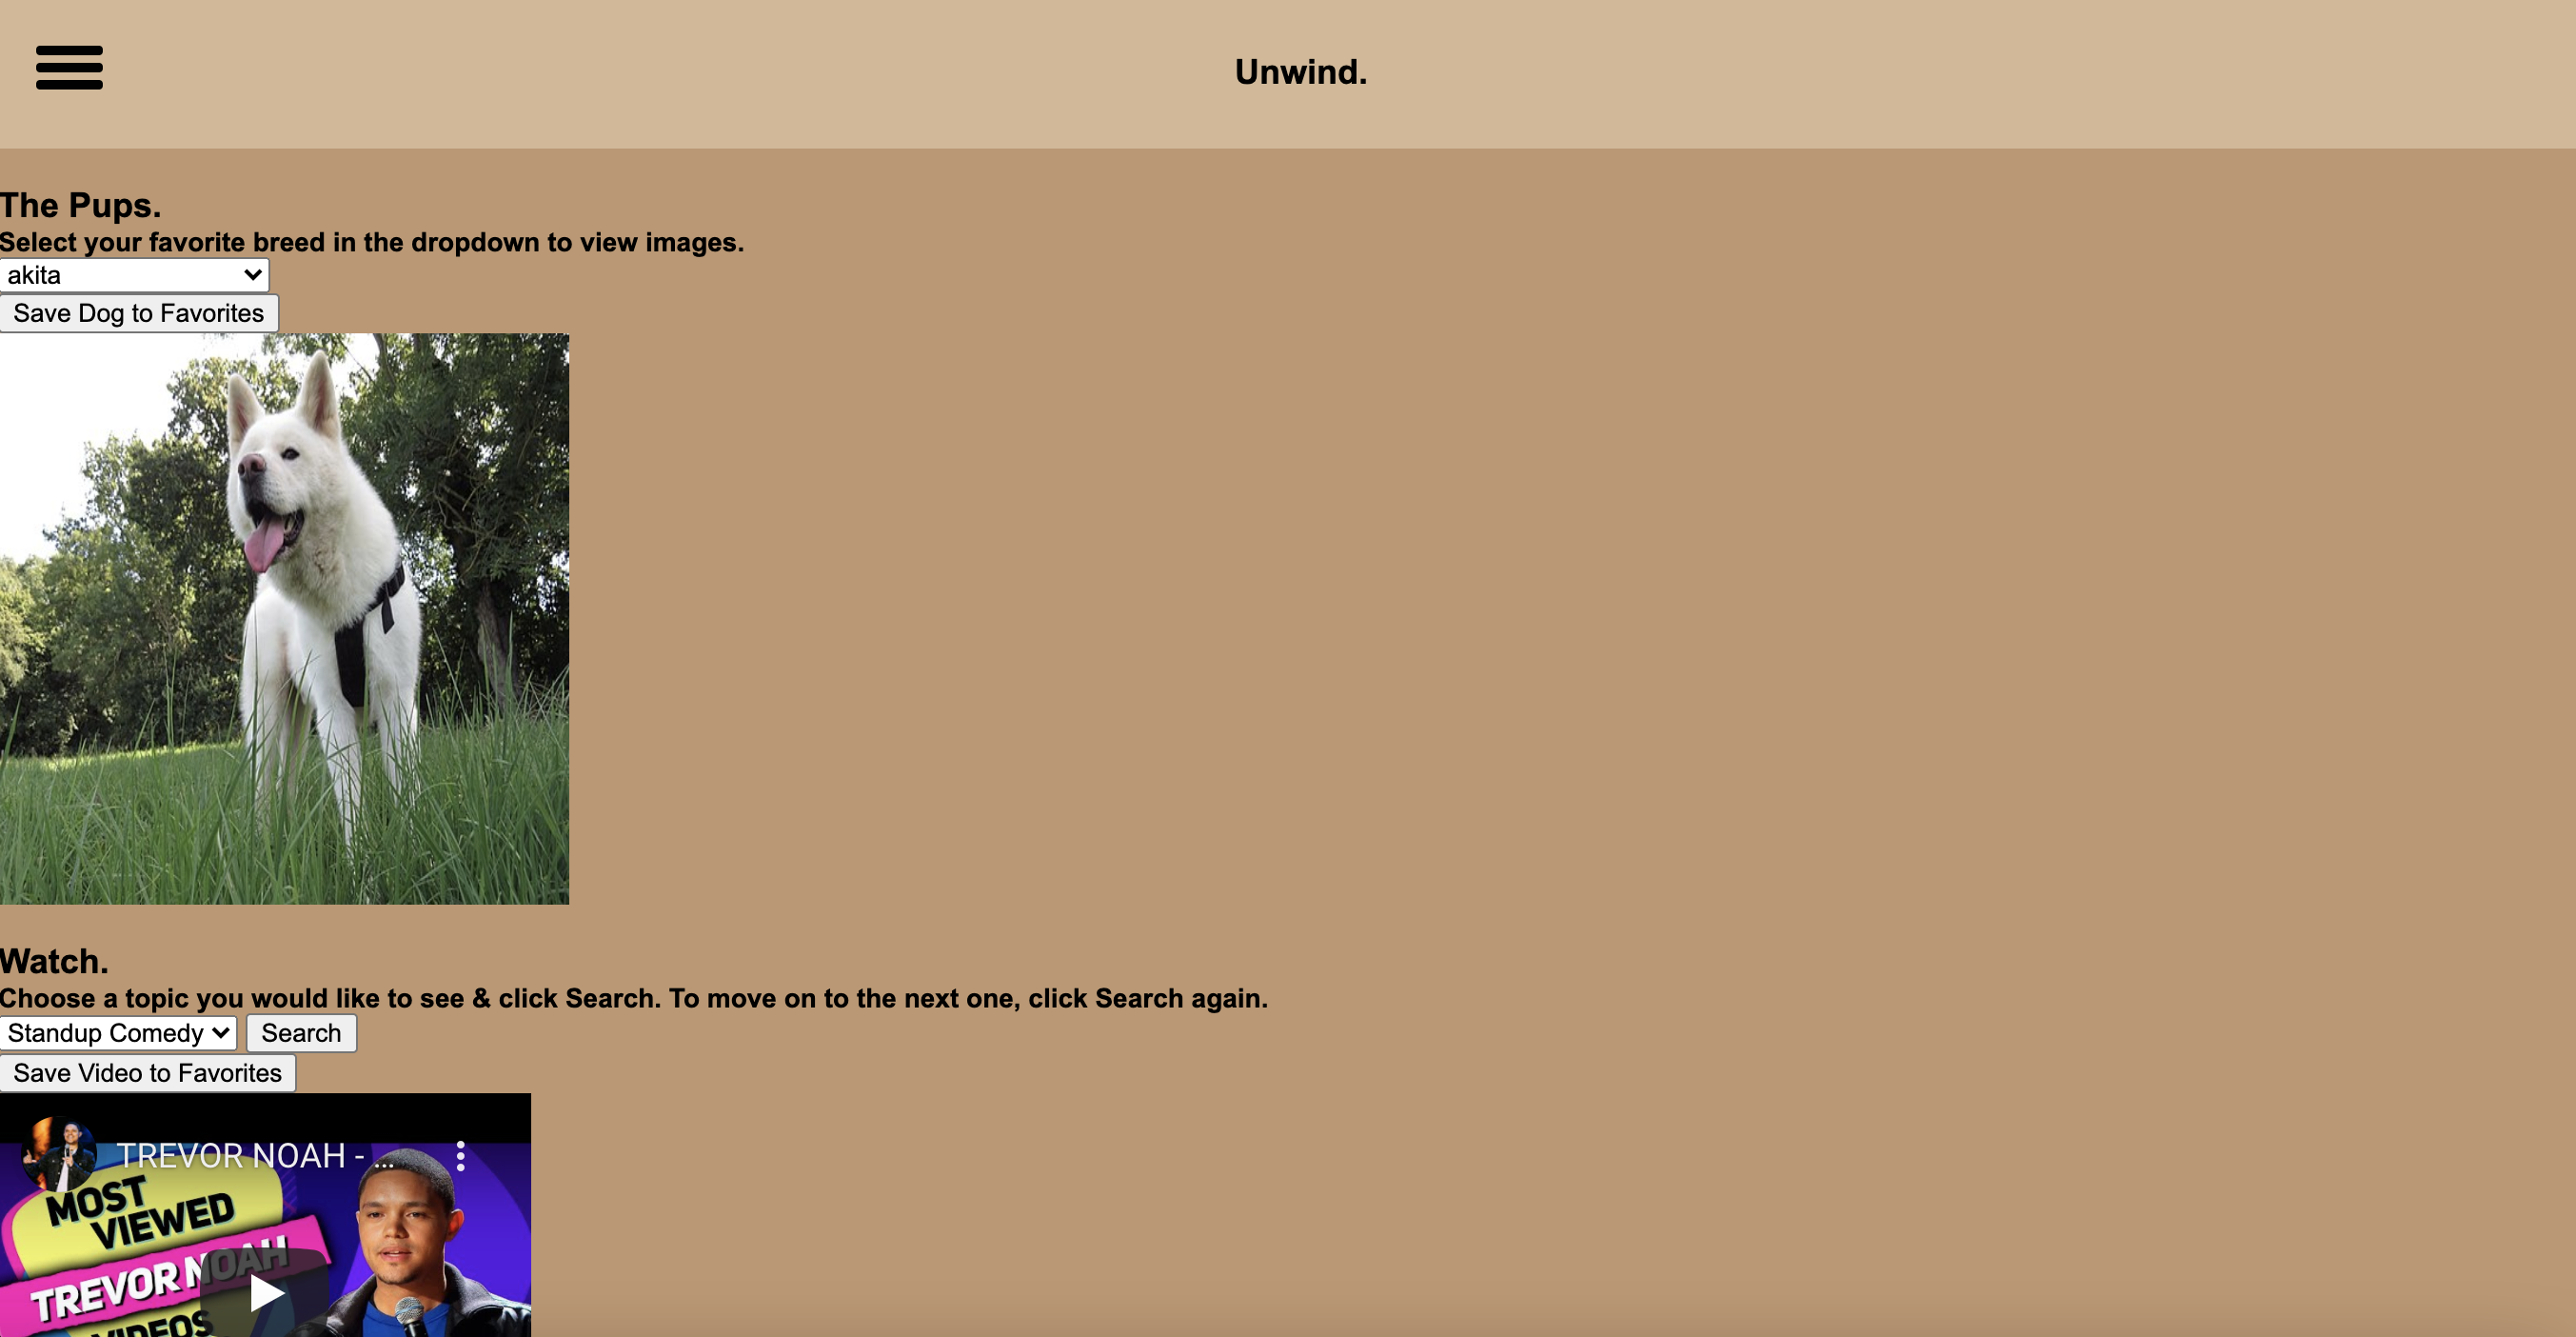 Unwind.
The Pups.
Select your favorite breed in the dropdown to view images.
akita
Save Dog to Favorites
Watch.
Choose a topic you would like to see & click Search. To move on to the next one, click Search again.
Standup Comedy Search
Save Video to Favorites
TREVOR NOAH - ...
MOST
VIEWED
TREVOR NOAH
VIDEOS